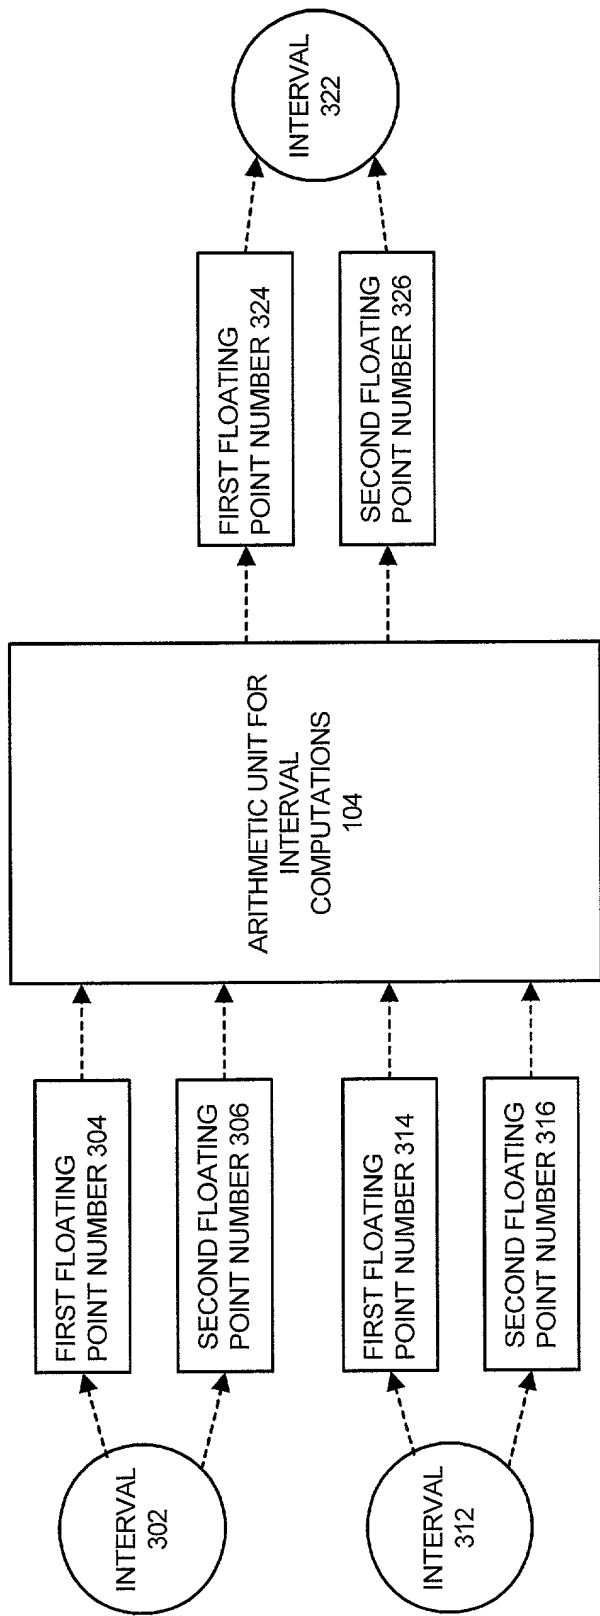 INTERVAL
302
FIRST FLOATING
POINT NUMBER 304
SECOND FLOATING
POINT NUMBER 306
INTERVAL
312
FIRST FLOATING
POINT NUMBER 314
SECOND FLOATING
POINT NUMBER 316
ARITHMETIC UNIT FOR
INTERVAL
COMPUTATIONS
104
FIRST FLOATING
POINT NUMBER 324
SECOND FLOATING
POINT NUMBER 326
INTERVAL
322